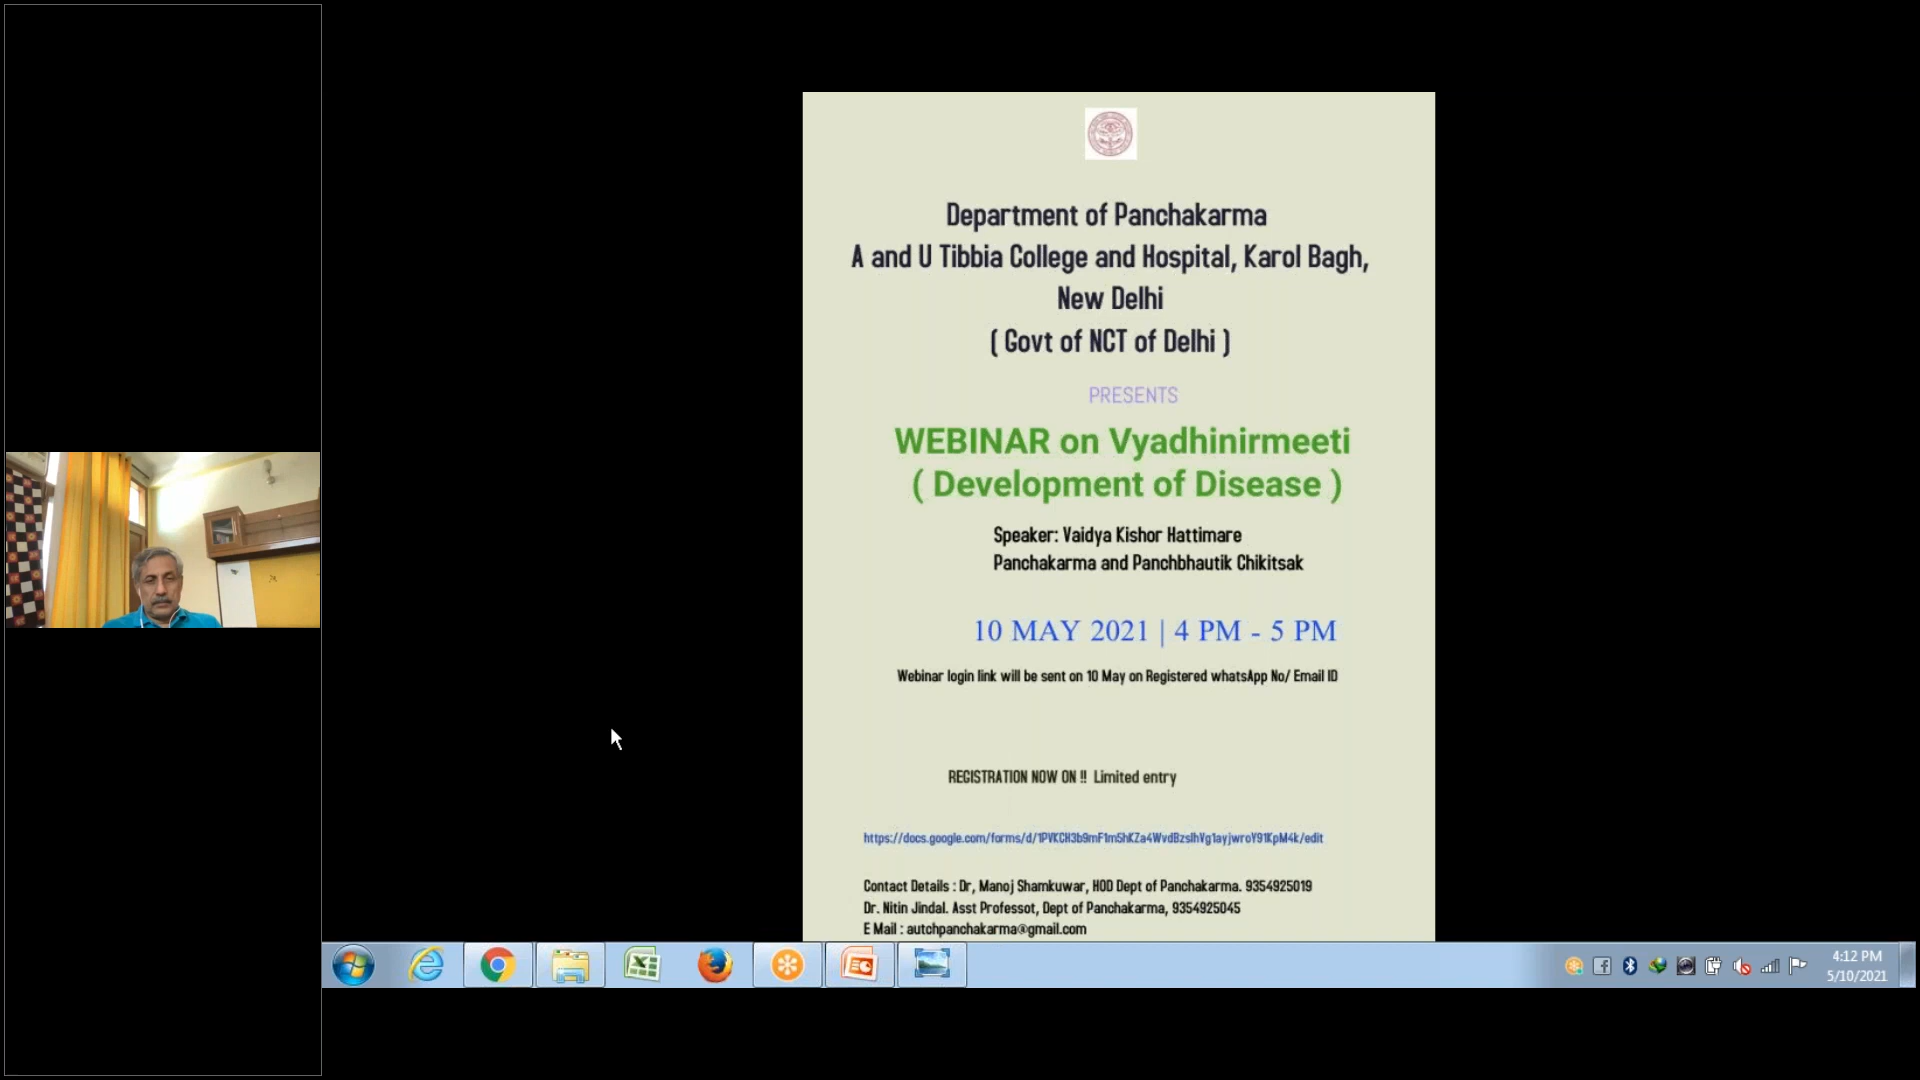 Department of Panchakarma
A and U Tibbia College and Hospital, Karol Bagh,
New Delhi
( Govt of NCT of Delhi )
PRESENTS
WEBINAR on Vyadhinirmeeti
( Development of Disease )
Speaker: Vaidya Kishor Hattimare
Panchakarma and Panchbhautik Chikitsak
10 MAY 2021 | 4 PM - 5 PM
Webinar login link will be sent on 10 May on Registered whatsApp No/ Email ID
REGISTRATION NOW ON !! Limited entry
Contact Details : Dr, Manoj Shamkuwar, HOD Dept of Panchakarma. 9354925019
Dr. Nitin Jindal. Asst Professot, Dept of Panchakarma, 9354925045
E Mail : autchpanchakarma@gmail.com
4:12 PM
5/10/2021